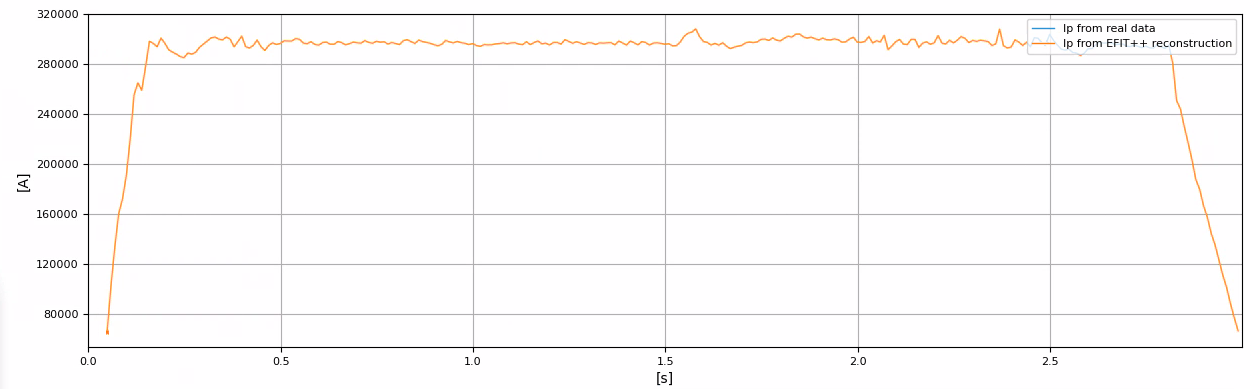 320000
280000
240000
200000
160000
120000
80000
[A]
0.0 0.5 1.0 1.5 2.0 2.5
[s]
Ip from real data
Ip from EFIT++ reconstruction